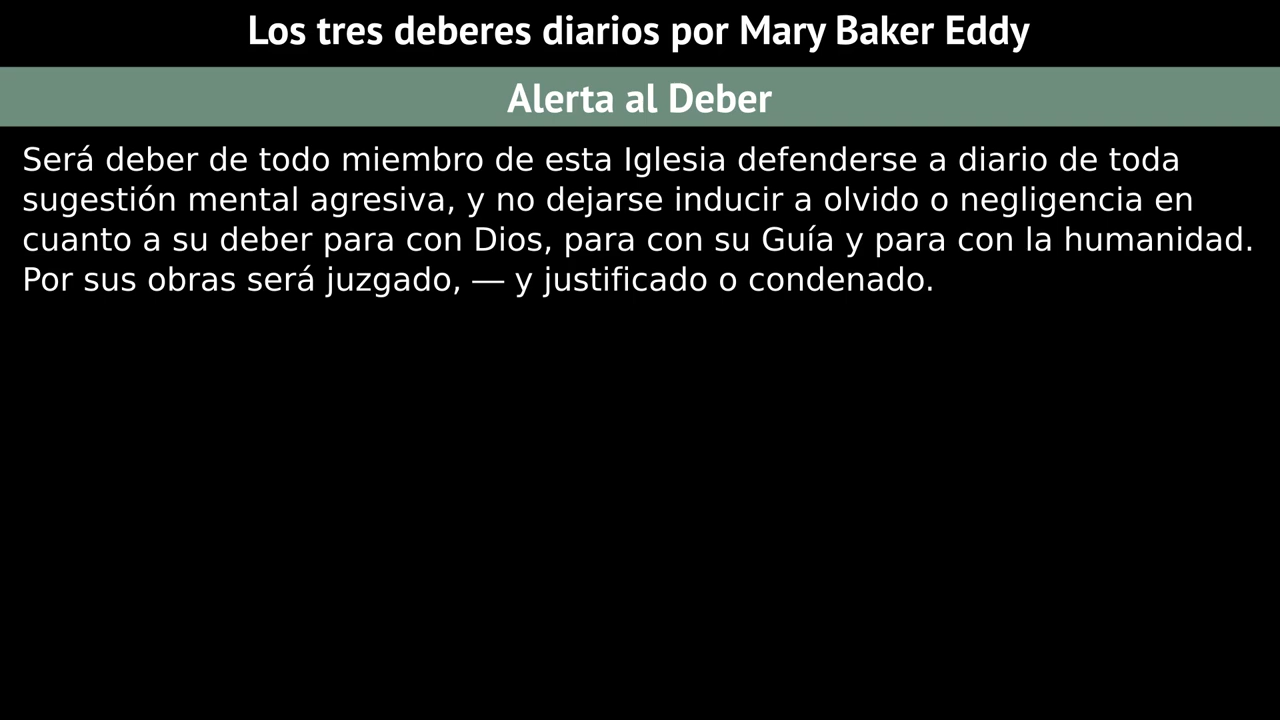 Los tres deberes diarios por Mary Baker Eddy
Alerta al Deber
Será deber de todo miembro de esta Iglesia defenderse a diario de toda
sugestión mental agresiva, y no dejarse inducir a olvido o negligencia en
cuanto a su deber para con Dios, para con su Guía y para con la humanidad.
Por sus obras será juzgado, — y justificado o condenado.